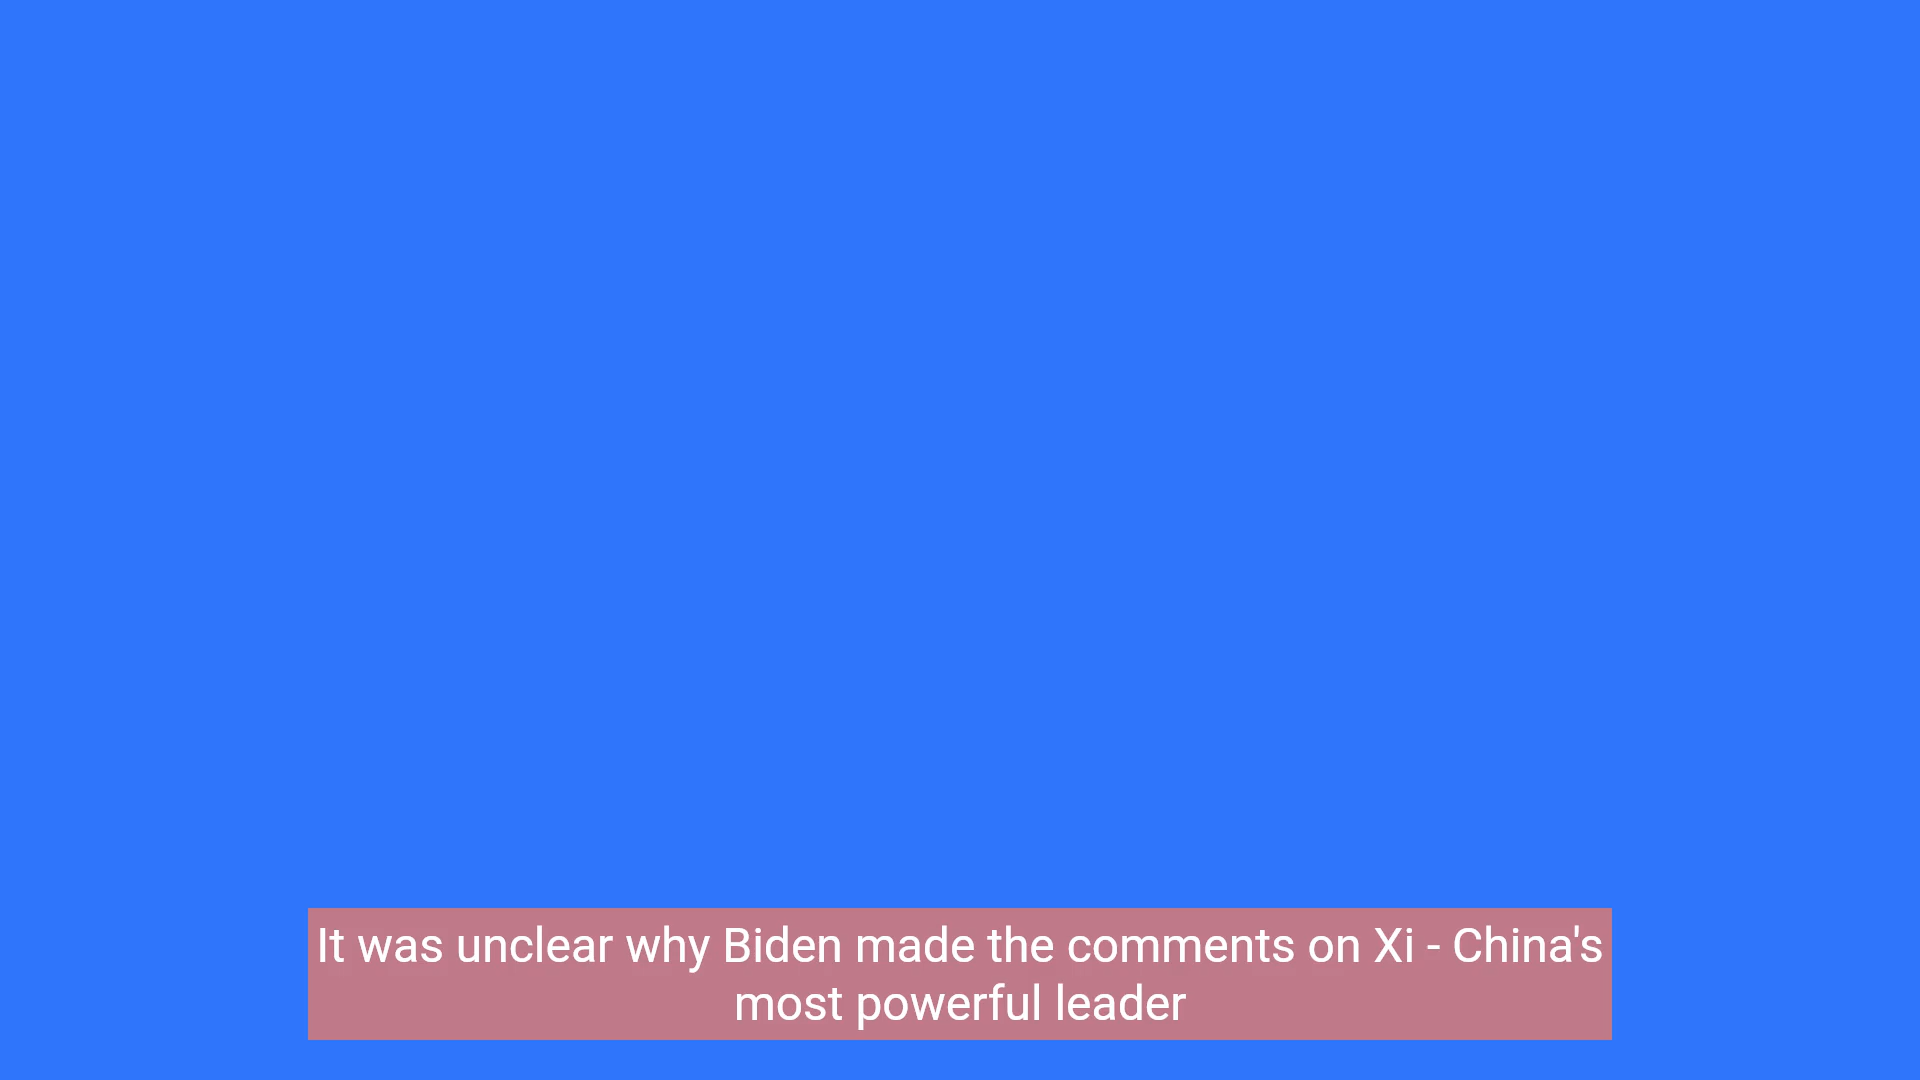 It was unclear why Biden made the comments on Xi - China's
most powerful leader